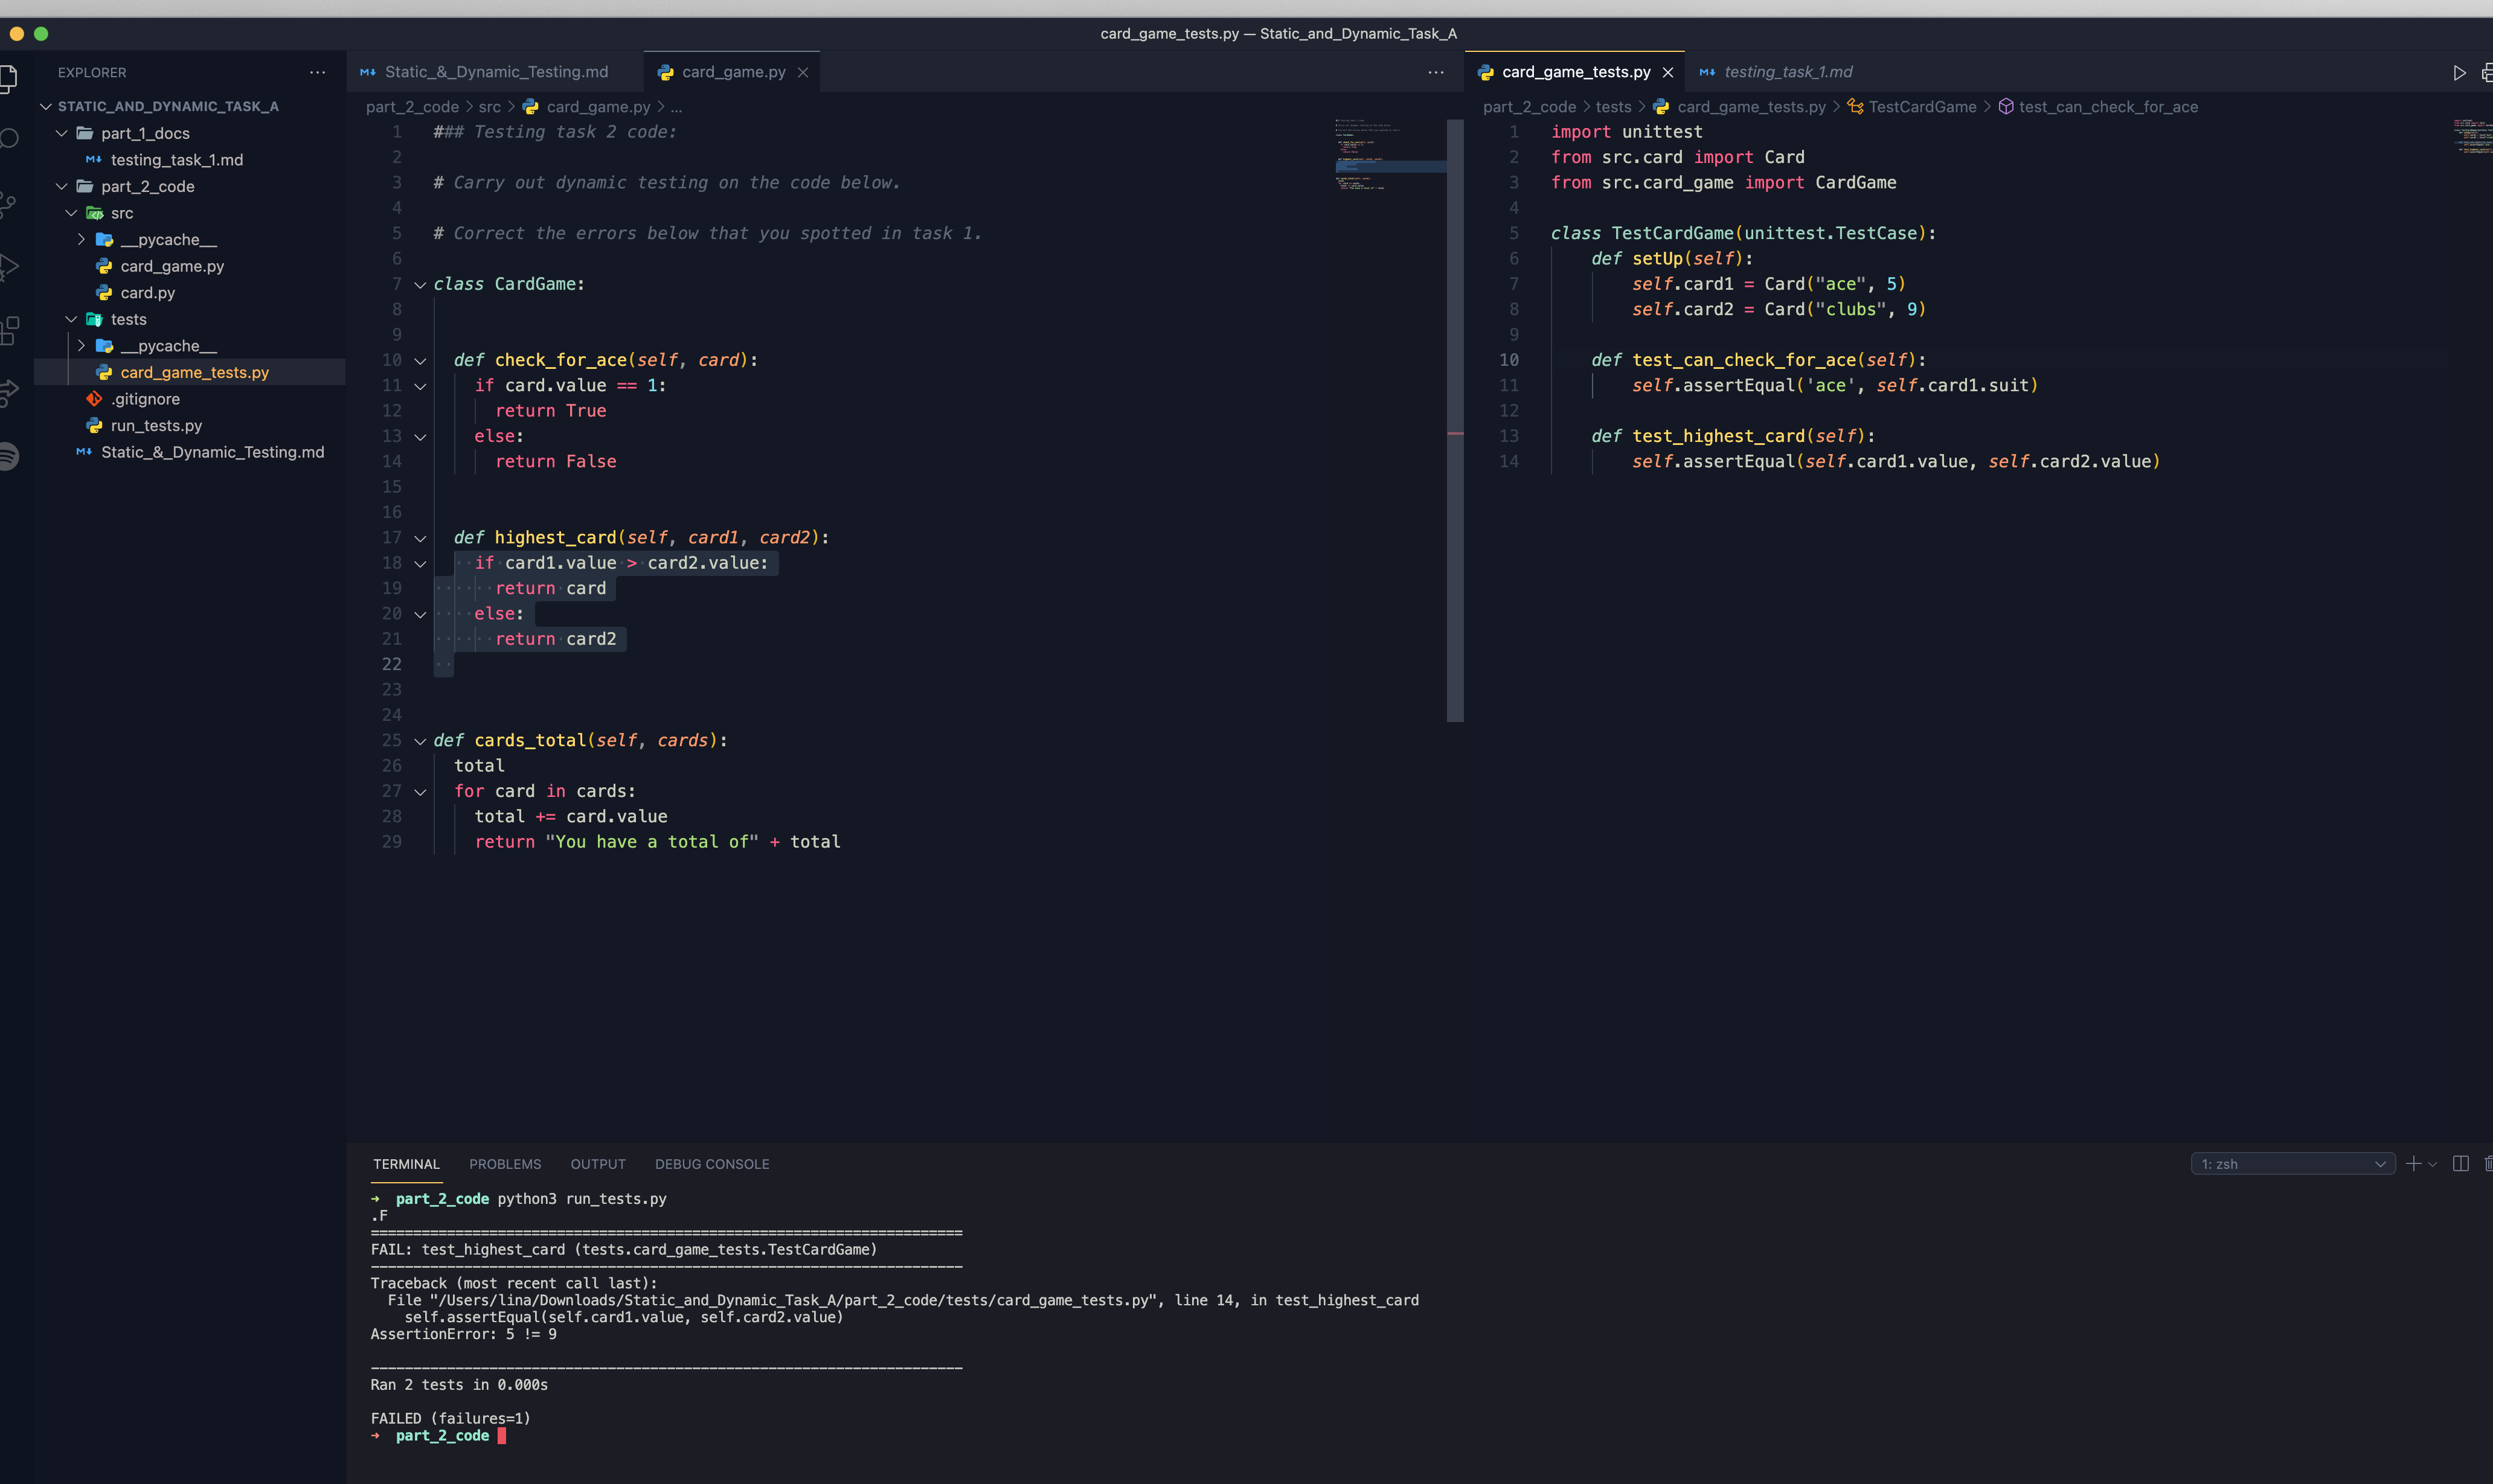 card_game_tests.py — Static_and_Dynamic_Task_A
EXPLORER
STATIC_AND_DYNAMIC_TASK_A
part_1_docs
testing_task_1.md
part_2_code
src
__pycache__
card_game.py
card.py
tests
__pycache__
card_game_tests.py
.gitignore
run_tests.py
Static_&_Dynamic_Testing.md
Static_&_Dynamic_Testing.md
card_game.py
part_2_code > src > card_game.py > ...
1 ### Testing task 2 code:
2
3 # Carry out dynamic testing on the code below.
4
5 # Correct the errors below that you spotted in task 1.
6
7 class CardGame:
8
9
10 def check_for_ace(self, card):
11 if card.value == 1:
12 return True
13 else:
14 return False
15
16
17 def highest_card(self, card1, card2):
18 if card1.value > card2.value:
19 return card
20 else:
21 return card2
22
23
24
25 def cards_total(self, cards):
26 total
27 for card in cards:
28 total += card.value
29 return "You have a total of" + total
card_game_tests.py
testing_task_1.md
part_2_code > tests > card_game_tests.py > TestCardGame > test_can_check_for_ace
1 import unittest
2 from src.card import Card
3 from src.card_game import CardGame
4
5 class TestCardGame(unittest.TestCase):
6 def setUp(self):
7 self.card1 = Card("ace", 5)
8 self.card2 = Card("clubs", 9)
9
10 def test_can_check_for_ace(self):
11 self.assertEqual('ace', self.card1.suit)
12
13 def test_highest_card(self):
14 self.assertEqual(self.card1.value, self.card2.value)
TERMINAL PROBLEMS OUTPUT DEBUG CONSOLE
1: zsh
➜ part_2_code python3 run_tests.py
.F
======================================================================
FAIL: test_highest_card (tests.card_game_tests.TestCardGame)
----------------------------------------------------------------------
Traceback (most recent call last):
File "/Users/lina/Downloads/Static_and_Dynamic_Task_A/part_2_code/tests/card_game_tests.py", line 14, in test_highest_card
self.assertEqual(self.card1.value, self.card2.value)
AssertionError: 5 != 9
----------------------------------------------------------------------
Ran 2 tests in 0.000s
FAILED (failures=1)
➜ part_2_code